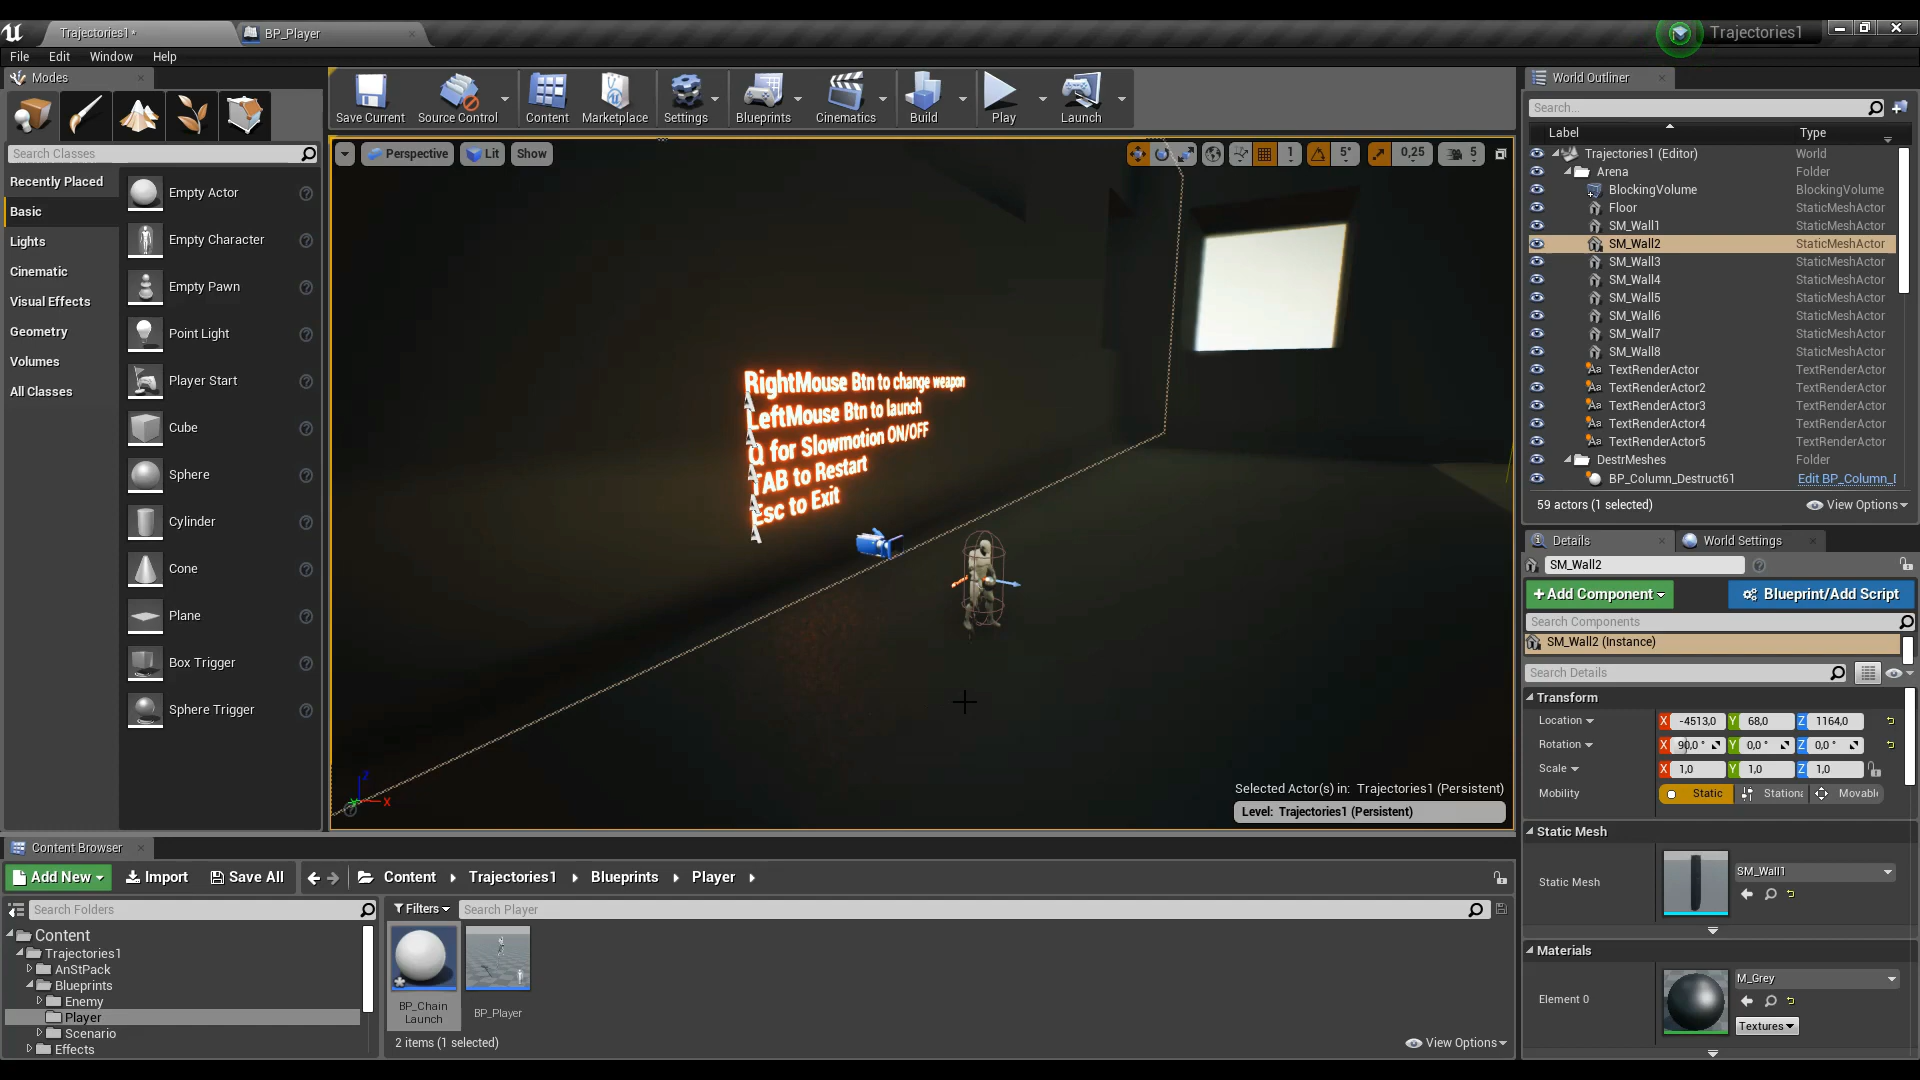 Trajectories1*
BP_Player
Trajectories1
File Edit Window Help
Modes
Search Classes
Recently Placed
Basic
Lights
Cinematic
Visual Effects
Geometry
Volumes
All Classes
Empty Actor
Empty Character
Empty Pawn
Point Light
Player Start
Cube
Sphere
Cylinder
Cone
Plane
Box Trigger
Sphere Trigger
Save Current Source Control Content Marketplace Settings Blueprints Cinematics Build Play Launch
Perspective Lit Show
1 5° 0,25 5
RightMouse Btn to change weapon
LeftMouse Btn to launch
Q for Slowmotion ON/OFF
TAB to Restart
Esc to Exit
Z
X
Selected Actor(s) in: Trajectories1 (Persistent)
Level: Trajectories1 (Persistent)
World Outliner
Search...
Label Type
Trajectories1 (Editor) World
Arena Folder
BlockingVolume BlockingVolume
Floor StaticMeshActor
SM_Wall1 StaticMeshActor
SM_Wall2 StaticMeshActor
SM_Wall3 StaticMeshActor
SM_Wall4 StaticMeshActor
SM_Wall5 StaticMeshActor
SM_Wall6 StaticMeshActor
SM_Wall7 StaticMeshActor
SM_Wall8 StaticMeshActor
TextRenderActor TextRenderActor
TextRenderActor2 TextRenderActor
TextRenderActor3 TextRenderActor
TextRenderActor4 TextRenderActor
TextRenderActor5 TextRenderActor
DestrMeshes Folder
BP_Column_Destruct61 Edit BP_Column_
59 actors (1 selected) View Options
Details World Settings
SM_Wall2
+ Add Component Blueprint/Add Script
Search Components
SM_Wall2 (Instance)
Search Details
Transform
Location X -4513,0 Y 68,0 Z 1164,0
Rotation X 90,0 ° Y 0,0 ° Z 0,0 °
Scale X 1,0 Y 1,0 Z 1,0
Mobility Static Stationa Movable
Static Mesh
Static Mesh SM_Wall1
Materials
Element 0 M_Grey
Textures
Content Browser
Add New Import Save All Content Trajectories1 Blueprints Player
Search Folders
Content
Trajectories1
AnStPack
Blueprints
Enemy
Player
Scenario
Effects
Filters Search Player
BP_Chain
Launch
BP_Player
2 items (1 selected) View Options